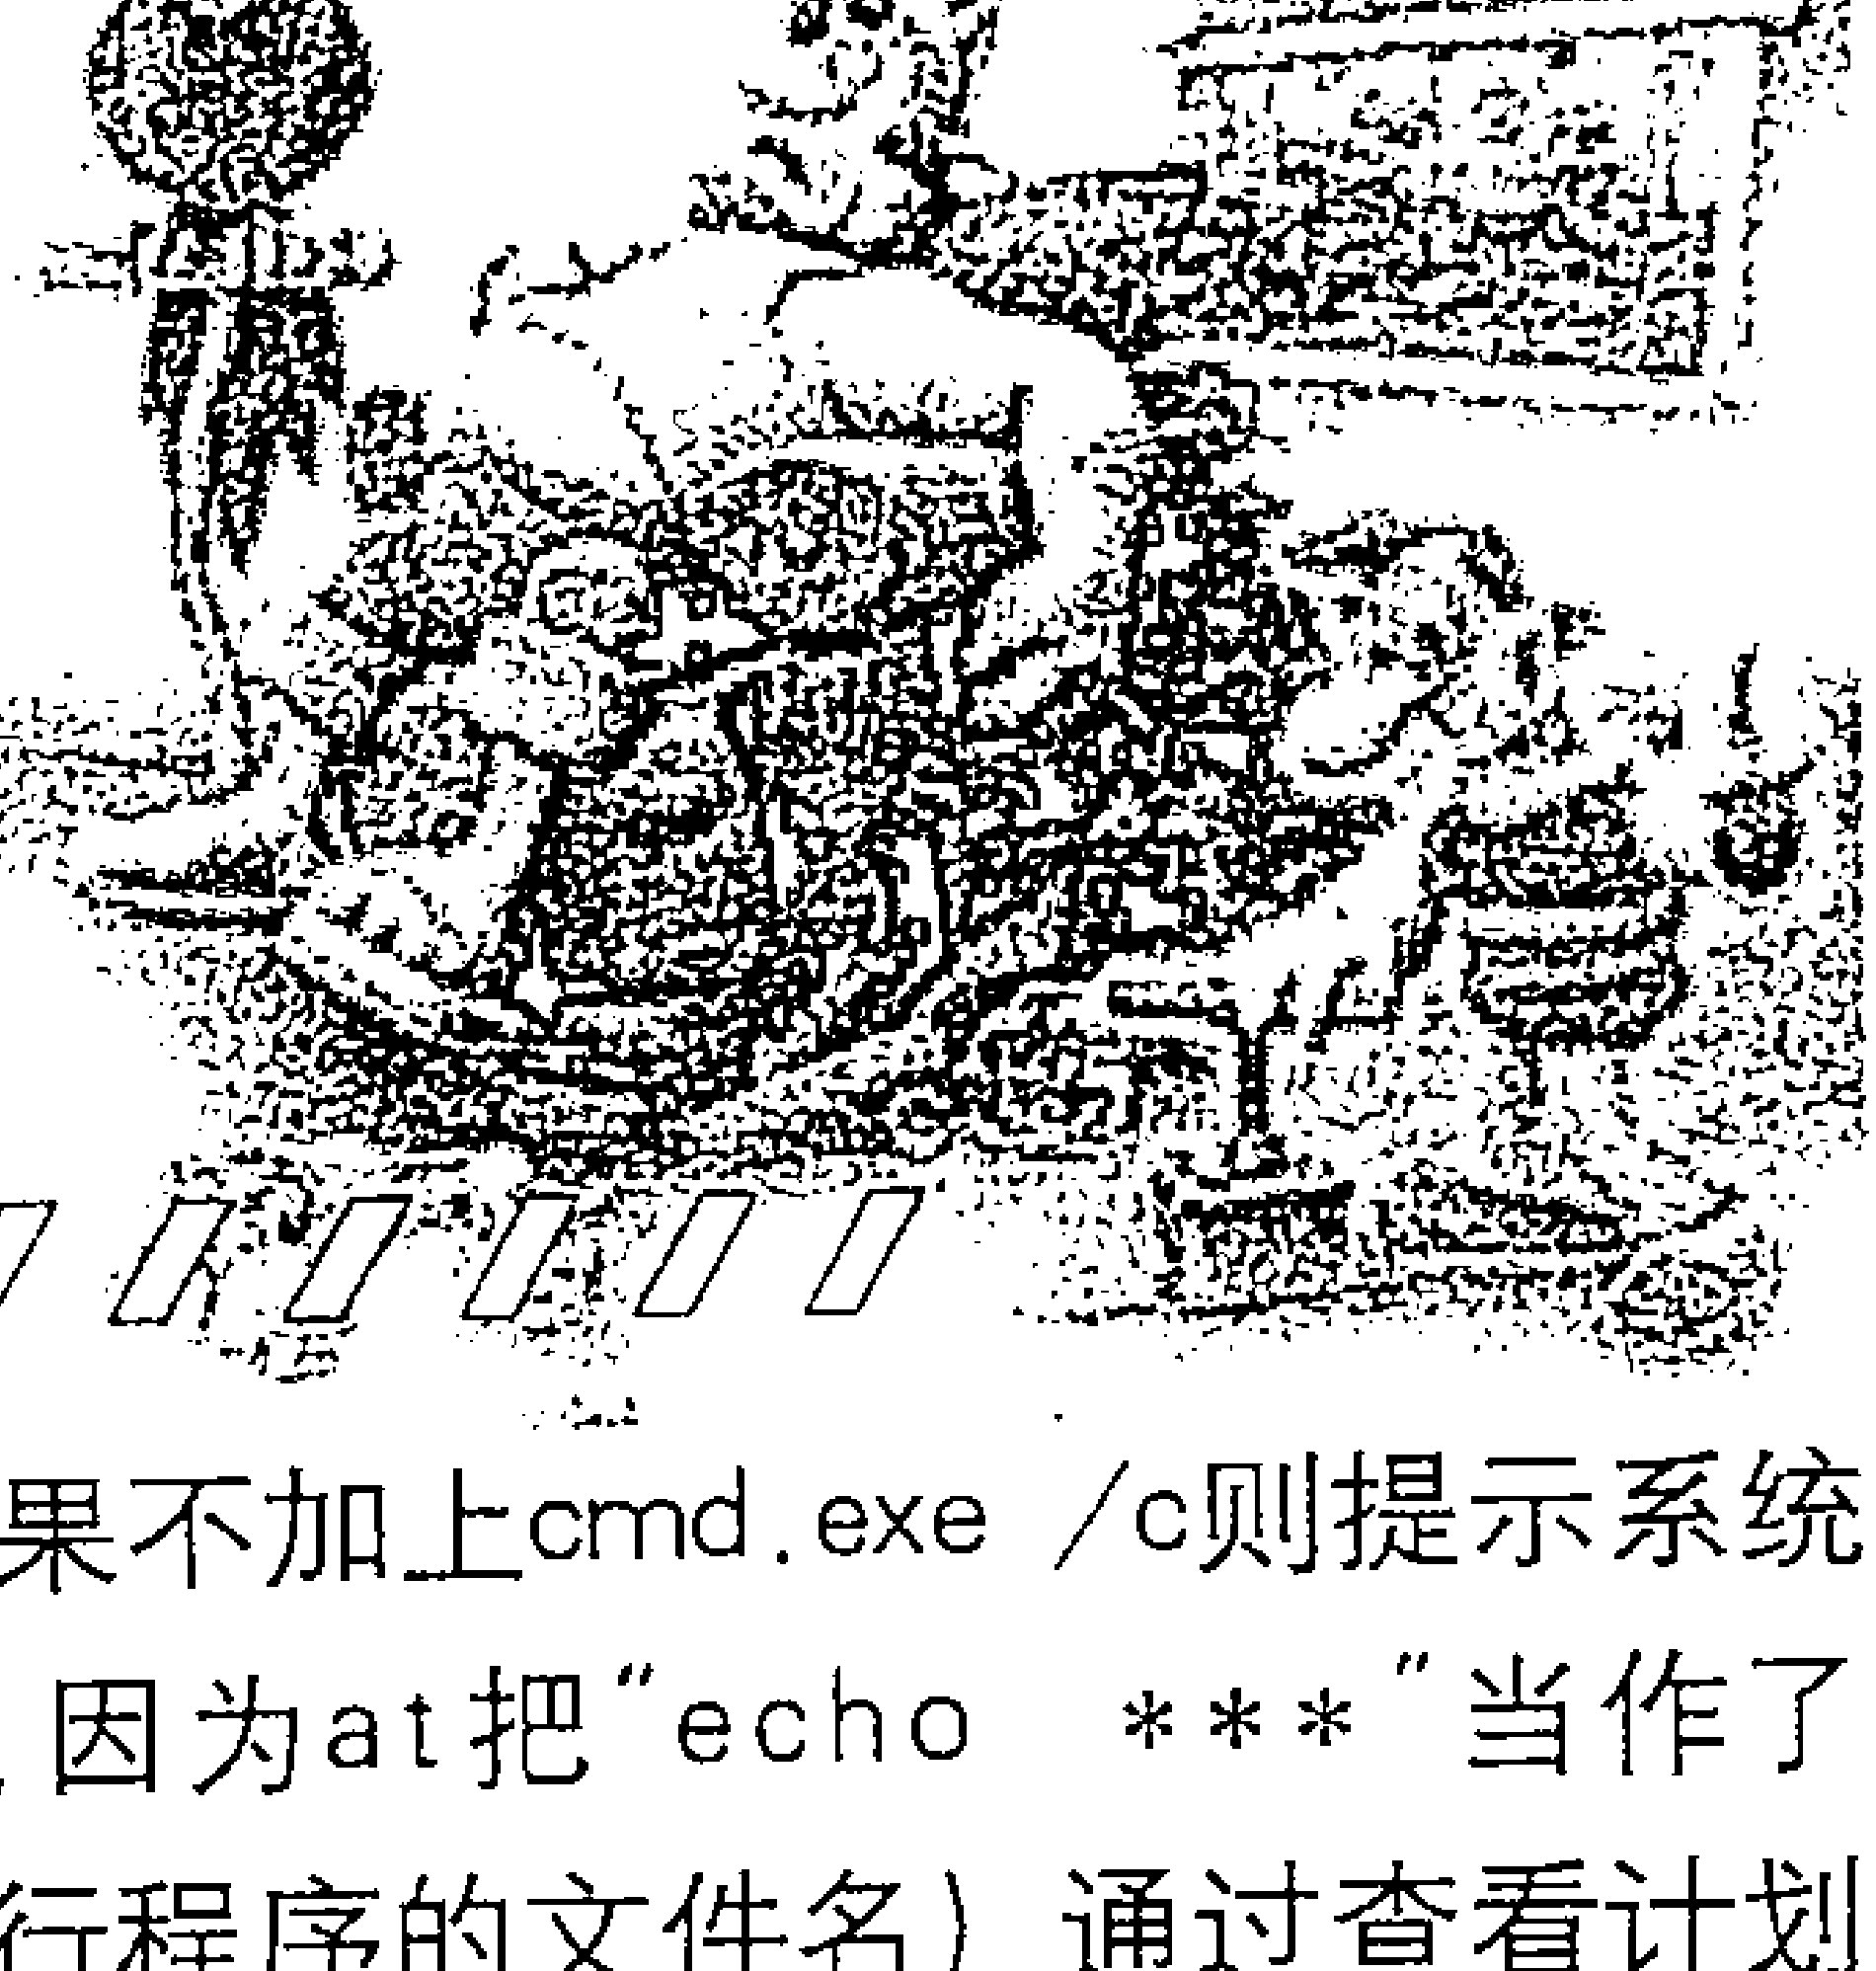 果不加上cmd.exe /c则提示系统
因为at把"echo ***"当作了
行程序的文件名) 通过查看计划